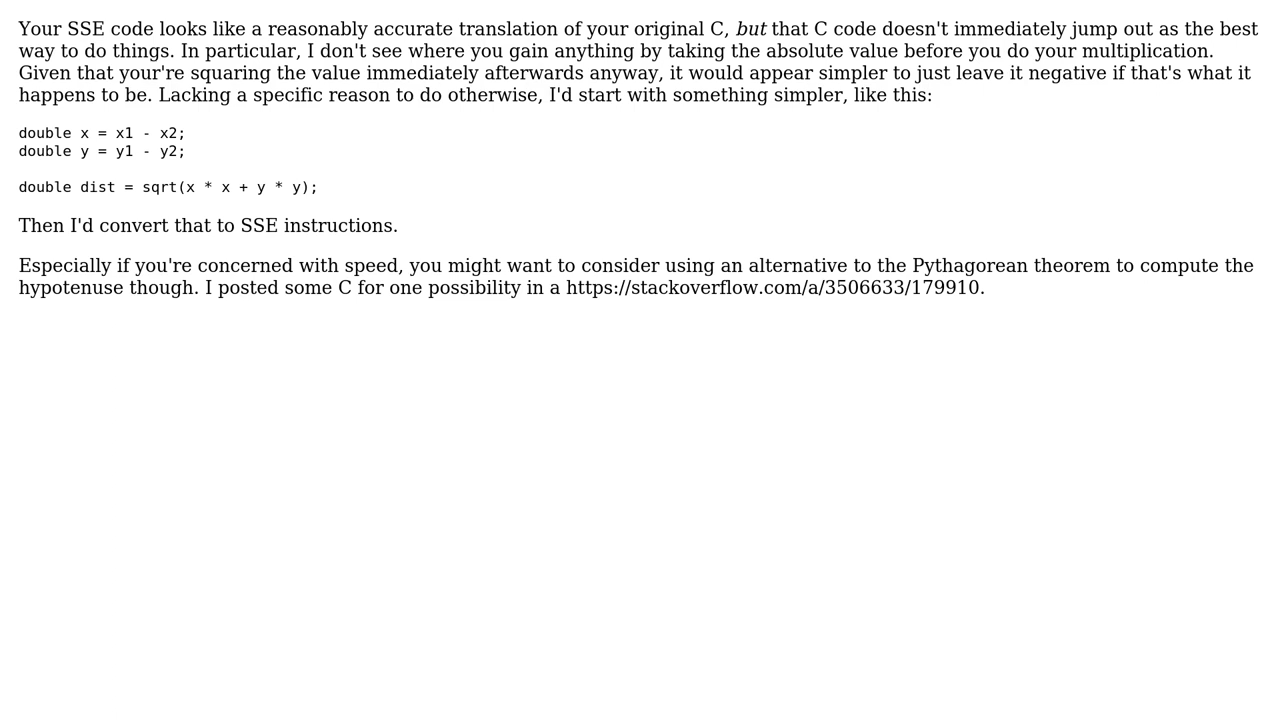 Your SSE code looks like a reasonably accurate translation of your original C, but that C code doesn't immediately jump out as the best
way to do things. In particular, I don't see where you gain anything by taking the absolute value before you do your multiplication.
Given that your're squaring the value immediately afterwards anyway, it would appear simpler to just leave it negative if that's what it
happens to be. Lacking a specific reason to do otherwise, I'd start with something simpler, like this:
double x = x1 - x2;
double y = y1 - y2;
double dist = sqrt(x * x + y * y);
Then I'd convert that to SSE instructions.
Especially if you're concerned with speed, you might want to consider using an alternative to the Pythagorean theorem to compute the
hypotenuse though. I posted some C for one possibility in a https://stackoverflow.com/a/3506633/179910.